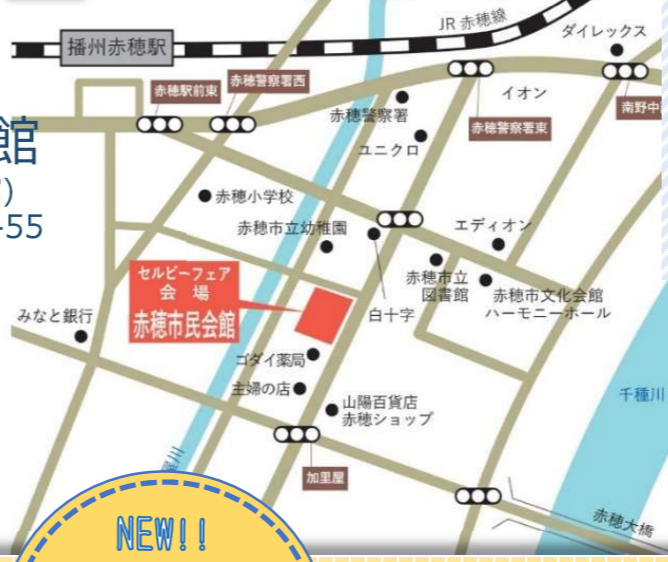 JR 赤穂線
ダイレックス
播州赤穂駅
赤穂駅前東
赤穂警察署西
イオン
南野中
赤穂警察署
赤穂警察署東
ユニクロ
館
-55
赤穂小学校
赤穂市立幼稚園
エディオン
赤穂市立
図書館
赤穂市文化会館
ハーモニーホール
セルビーフェア
会 場
赤穂市民会館
白十字
みなと銀行
ゴダイ薬局
主婦の店
山陽百貨店
赤穂ショップ
千種川
加里屋
赤穂大橋
NEW!!